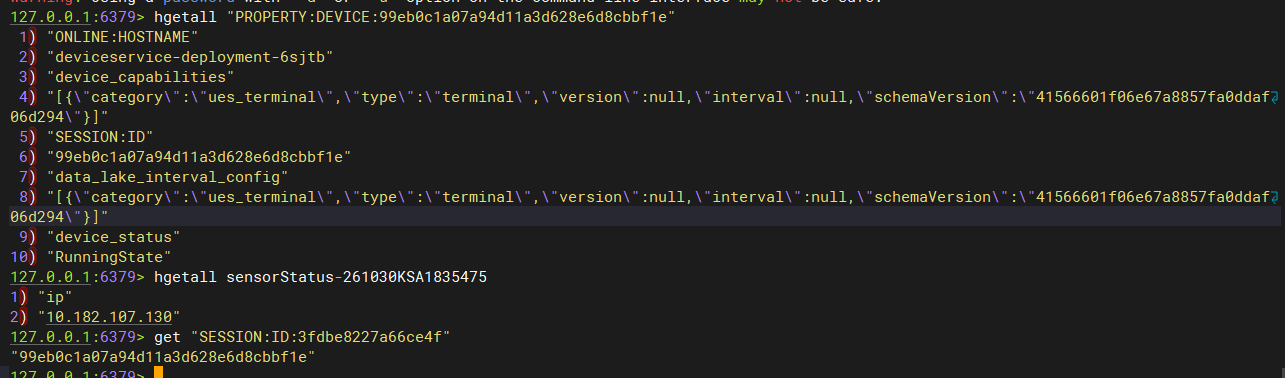 127.0.0.1:6379> hgetall "PROPERTY:DEVICE:99eb0c1a07a94d11a3d628e6d8cbbf1e"
1) "ONLINE:HOSTNAME"
2) "deviceservice-deployment-6sjtb"
3) "device_capabilities"
4) "[{\"category\":\"ues_terminal\",\"type\":\"terminal\",\"version\":null,\"interval\":null,\"schemaVersion\":\"41566601f06e67a8857fa0ddaf
06d294\"}]"
5) "SESSION:ID"
6) "99eb0c1a07a94d11a3d628e6d8cbbf1e"
7) "data_lake_interval_config"
8) "[{\"category\":\"ues_terminal\",\"type\":\"terminal\",\"version\":null,\"interval\":null,\"schemaVersion\":\"41566601f06e67a8857fa0ddaf
06d294\"}]"
9) "device_status"
10) "RunningState"
127.0.0.1:6379> hgetall sensorStatus-261030KSA1835475
1) "ip"
2) "10.182.107.130"
127.0.0.1:6379> get "SESSION:ID:3fdbe8227a66ce4f"
"99eb0c1a07a94d11a3d628e6d8cbbf1e"
127.0.0.1:6379>